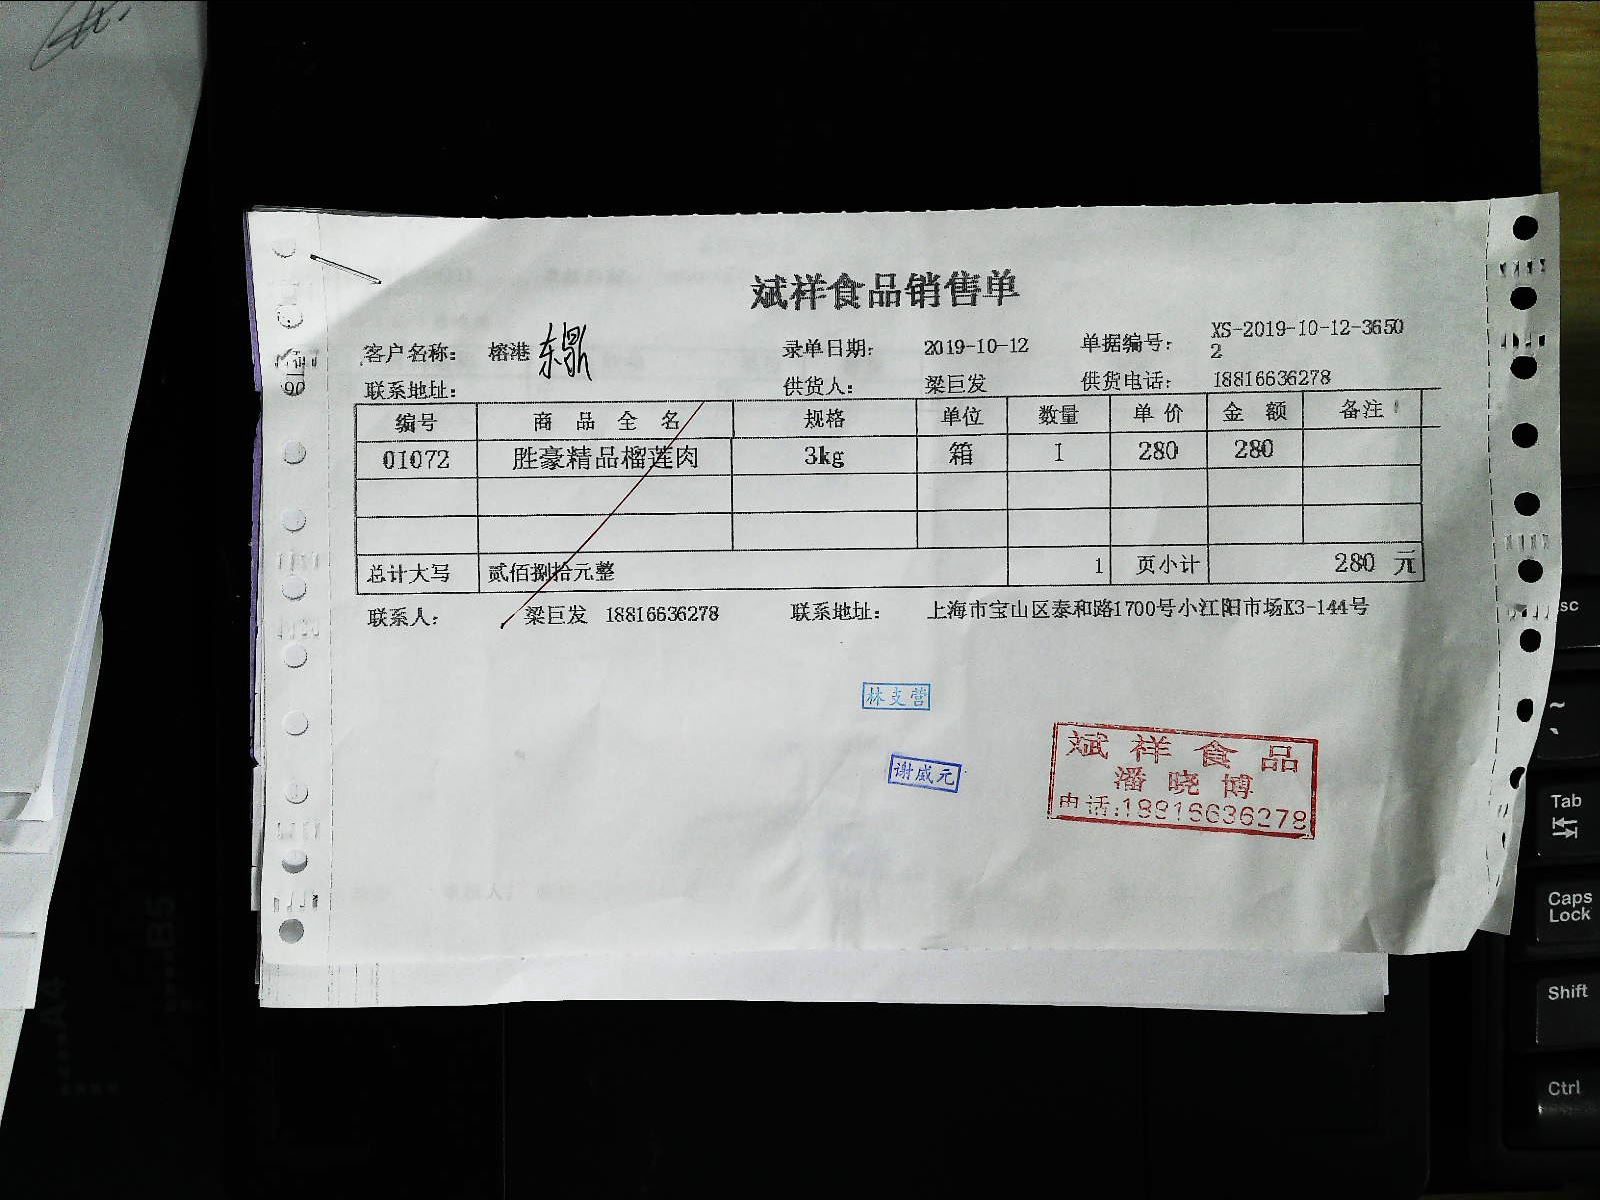 斌祥食品销售单
客户名称： 榕港 东鼎 录单日期： 2019-10-12 单据编号： XS-2019-10-12-3650
2
联系地址： 供货人： 梁巨发 供货电话： 18816636278
编号 商品全名 规格 单位 数量 单价 金额 备注
01072 胜豪精品榴莲肉 3kg 箱 1 280 280
总计大写 贰佰捌拾元整 1 页小计 280 元
联系人： 梁巨发 18816636278 联系地址： 上海市宝山区泰和路1700号小江阳市场K3-144号
林支营
谢威元
斌祥食品
潘晓博
电话:18816636278
Tab
Caps
Lock
Shift
Ctrl